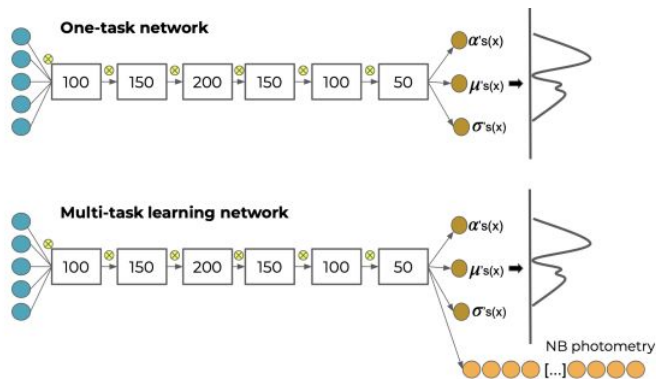 One-task network
100 150 200 150 100 50
α's(x)
μ's(x)
σ's(x)
Multi-task learning network
100 150 200 150 100 50
α's(x)
μ's(x)
σ's(x)
NB photometry
[...]